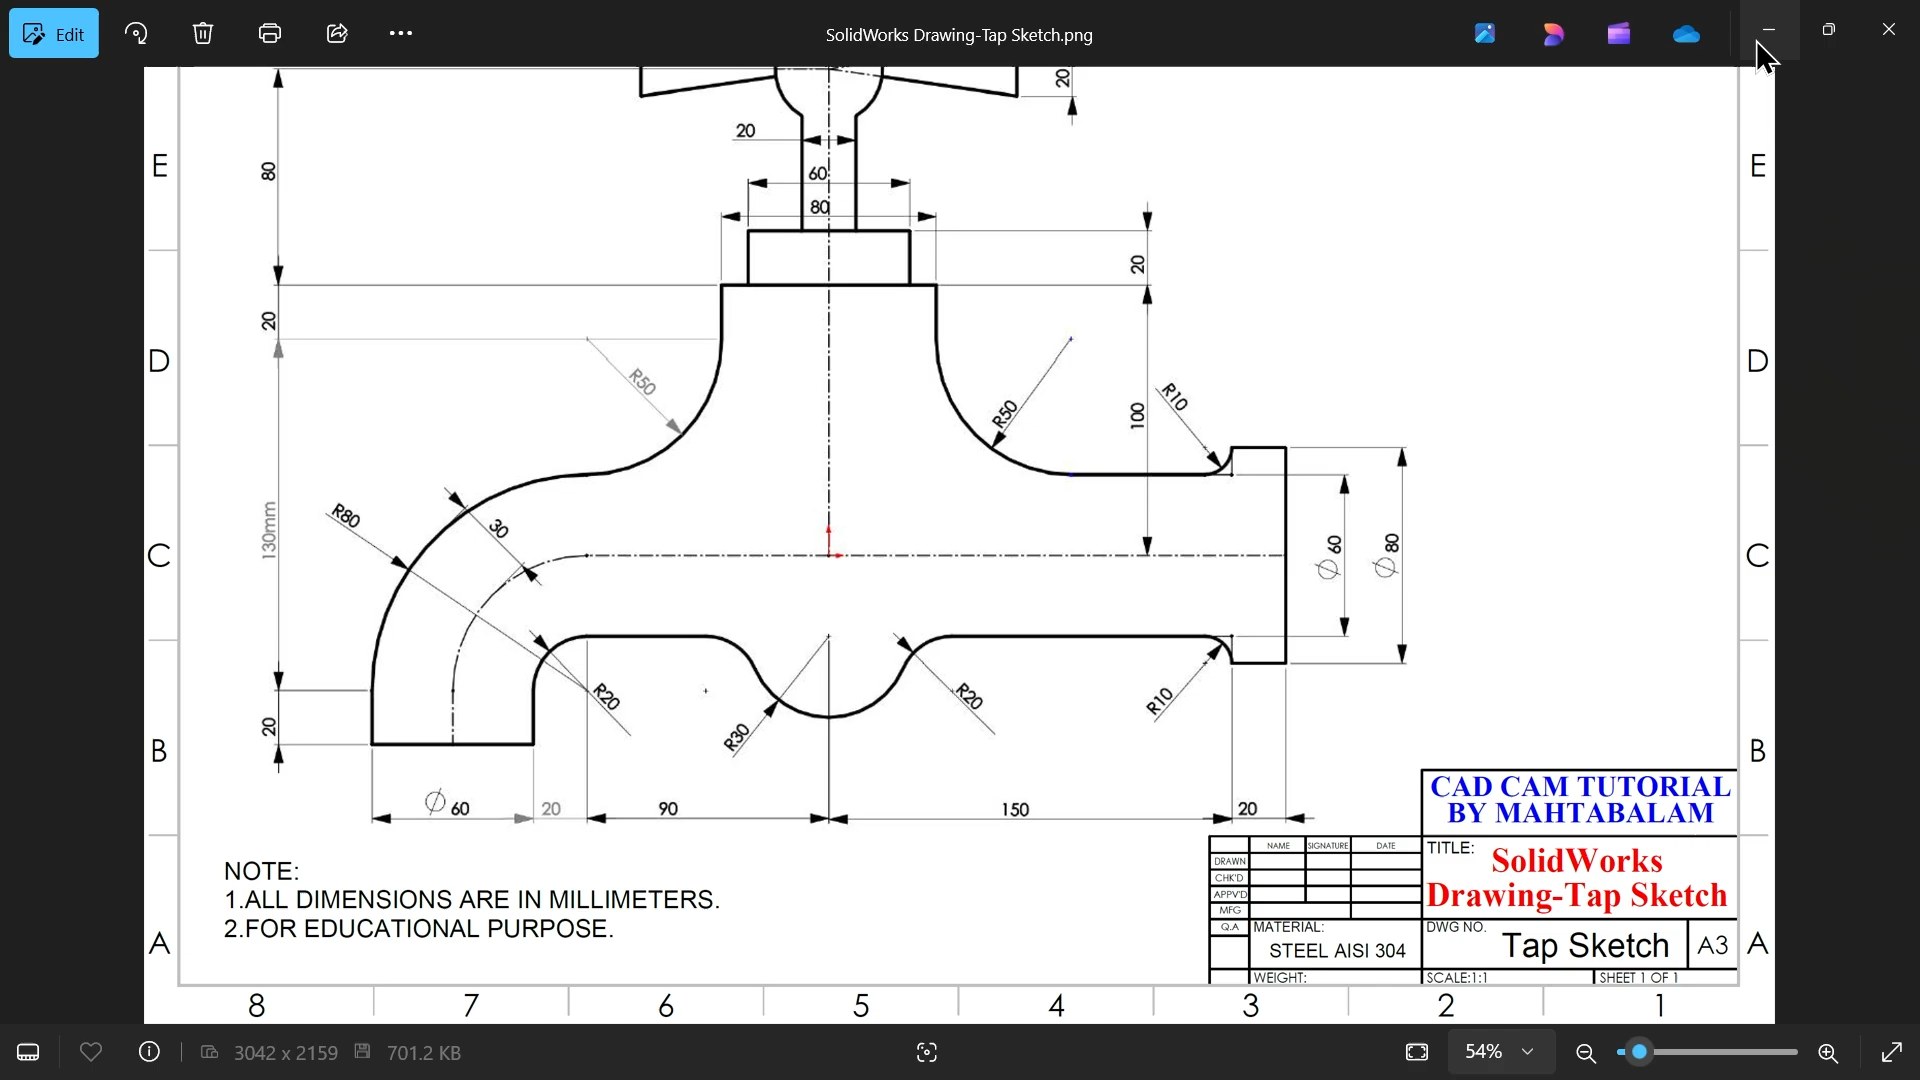 Edit
SolidWorks Drawing-Tap Sketch.png
20
E
E
20
80
60
80
20
20
D
D
R50
R50
100
R10
R80
30
130mm
C
C
Ø 60
Ø 80
R20
R20
R10
R30
20
B
B
Ø 60
20
90
150
20
CAD CAM TUTORIAL
BY MAHTABALAM
NOTE:
1.ALL DIMENSIONS ARE IN MILLIMETERS.
2.FOR EDUCATIONAL PURPOSE.
NAME
SIGNATURE
DATE
DRAWN
CHK'D
APPV'D
MFG
Q.A
TITLE:
SolidWorks
Drawing-Tap Sketch
MATERIAL:
STEEL AISI 304
DWG NO.
Tap Sketch
A3
A
A
WEIGHT:
SCALE:1:1
SHEET 1 OF 1
8
7
6
5
4
3
2
1
3042 x 2159
701.2 KB
54%